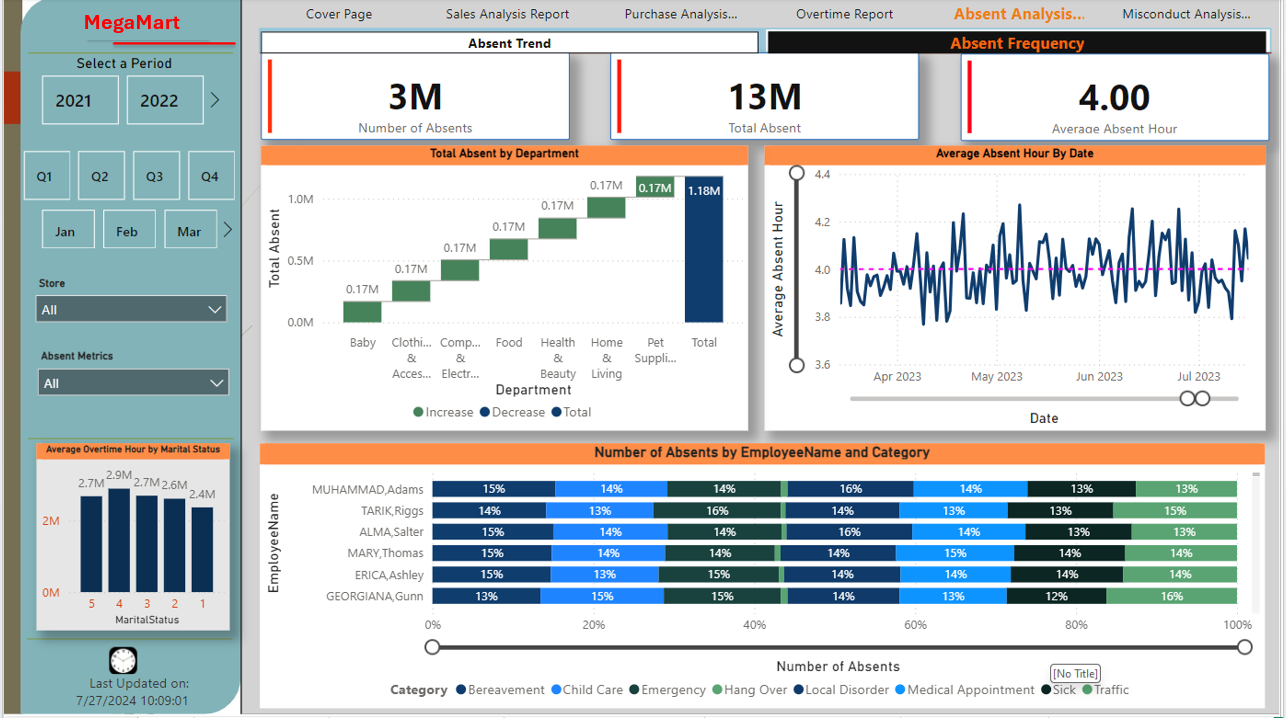 MegaMart
Select a Period
2021
2022
Q1
Q2
Q3
Q4
Jan
Feb
Mar
Store
All
Absent Metrics
All
Average Overtime Hour by Marital Status
2.7M
2.9M
2.7M
2.6M
2.4M
2M
0M
5
4
3
2
1
MaritalStatus
Last Updated on:
7/27/2024 10:09:01
Cover Page
Sales Analysis Report
Purchase Analysis...
Overtime Report
Absent Analysis...
Misconduct Analysis...
Absent Trend
Absent Frequency
3M
Number of Absents
13M
Total Absent
4.00
Average Absent Hour
Total Absent by Department
Total Absent
1.0M
0.5M
0.0M
0.17M
0.17M
0.17M
0.17M
0.17M
0.17M
0.17M
1.18M
Baby
Clothi...
&
Acces...
Comp...
&
Electr...
Food
Health
&
Beauty
Home
&
Living
Pet
Suppli...
Total
Department
Increase
Decrease
Total
Average Absent Hour By Date
Average Absent Hour
4.4
4.2
4.0
3.8
3.6
Apr 2023
May 2023
Jun 2023
Jul 2023
Date
Number of Absents by EmployeeName and Category
EmployeeName
MUHAMMAD,Adams 15% 14% 14% 16% 14% 13% 13%
TARIK,Riggs 14% 13% 16% 14% 13% 13% 15%
ALMA,Salter 15% 14% 14% 16% 14% 13% 13%
MARY,Thomas 15% 14% 14% 14% 15% 14% 14%
ERICA,Ashley 15% 13% 15% 14% 14% 14% 14%
GEORGIANA,Gunn 13% 15% 15% 14% 13% 12% 16%
0% 20% 40% 60% 80% 100%
Number of Absents
[No Title]
Category Bereavement Child Care Emergency Hang Over Local Disorder Medical Appointment Sick Traffic